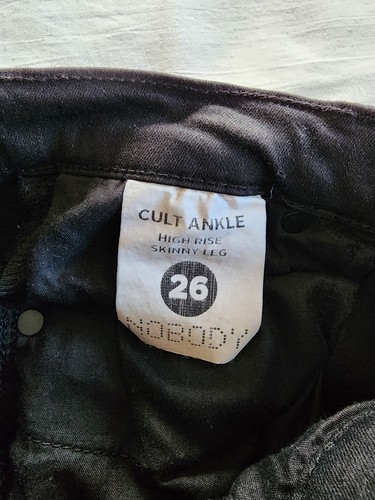 CULT ANKLE
HIGH RISE
SKINNY LEG
26
NOBODY